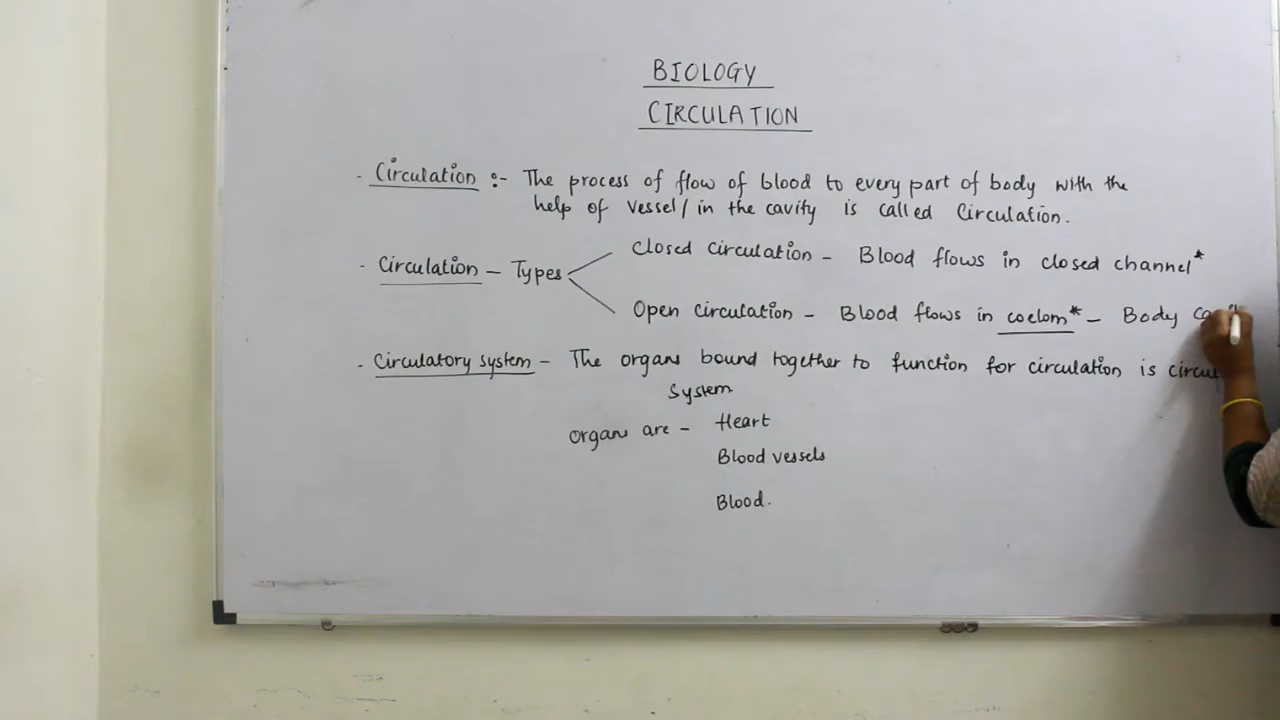 BIOLOGY
CIRCULATION
- Circulation :- The process of flow of blood to every part of body with the
help of vessel/ in the cavity is called Circulation.
- Circulation - Types
Closed circulation - Blood flows in closed channel*
Open circulation - Blood flows in coelom* - Body
- Circulatory system - The organs bound together to function for circulation is
System
organs are - Heart
Blood vessels
Blood.